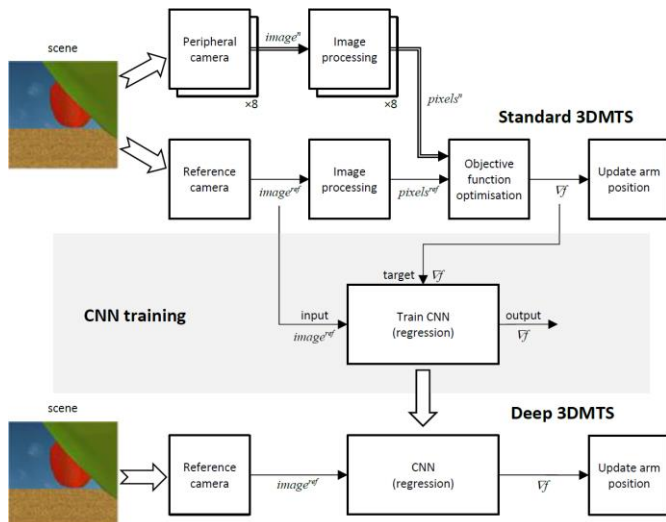 scene
Peripheral
camera
×8
imageⁿ
Image
processing
×8
pixelsⁿ
Standard 3DMTS
Reference
camera
image^ref
Image
processing
pixels^ref
Objective
function
optimisation
∇f
Update arm
position
CNN training
target ∇f
input
image^ref
Train CNN
(regression)
output
∇f
Deep 3DMTS
scene
Reference
camera
image^ref
CNN
(regression)
∇f
Update arm
position